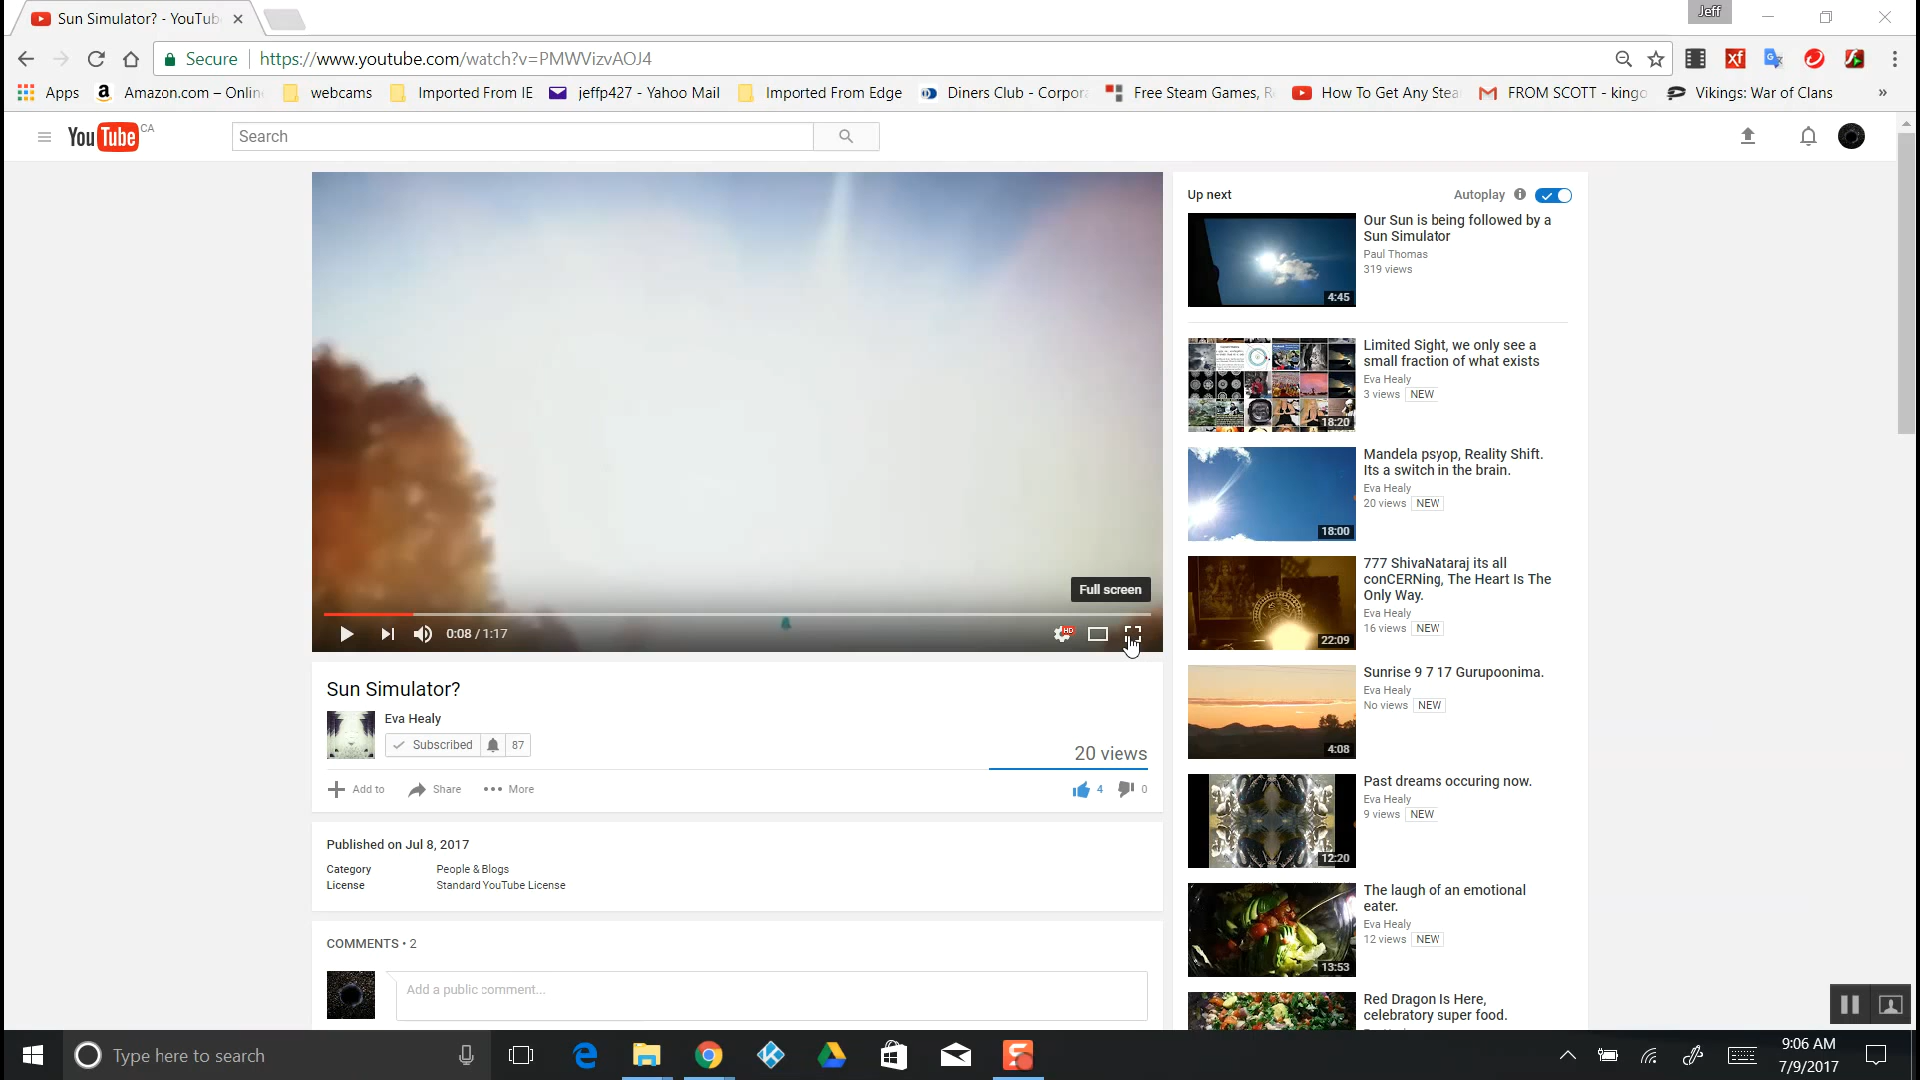 Sun Simulator? - YouTub
Jeff
Secure
https://www.youtube.com/watch?v=PMWVizvAOJ4
Apps
Amazon.com – Onlin
webcams
Imported From IE
jeffp427 - Yahoo Mail
Imported From Edge
Diners Club - Corpora
Free Steam Games, R
How To Get Any Stea
FROM SCOTT - kingo
Vikings: War of Clans
YouTube CA
Search
Full screen
0:08 / 1:17
HD
Sun Simulator?
Eva Healy
Subscribed
87
20 views
Add to
Share
More
4
0
Published on Jul 8, 2017
Category People & Blogs
License Standard YouTube License
COMMENTS • 2
Add a public comment...
Up next
Autoplay
4:45
Our Sun is being followed by a
Sun Simulator
Paul Thomas
319 views
18:20
Limited Sight, we only see a
small fraction of what exists
Eva Healy
3 views NEW
18:00
Mandela psyop, Reality Shift.
Its a switch in the brain.
Eva Healy
20 views NEW
22:09
777 ShivaNataraj its all
conCERNing, The Heart Is The
Only Way.
Eva Healy
16 views NEW
4:08
Sunrise 9 7 17 Gurupoonima.
Eva Healy
No views NEW
12:20
Past dreams occuring now.
Eva Healy
9 views NEW
13:53
The laugh of an emotional
eater.
Eva Healy
12 views NEW
Red Dragon Is Here,
celebratory super food.
Type here to search
9:06 AM
7/9/2017